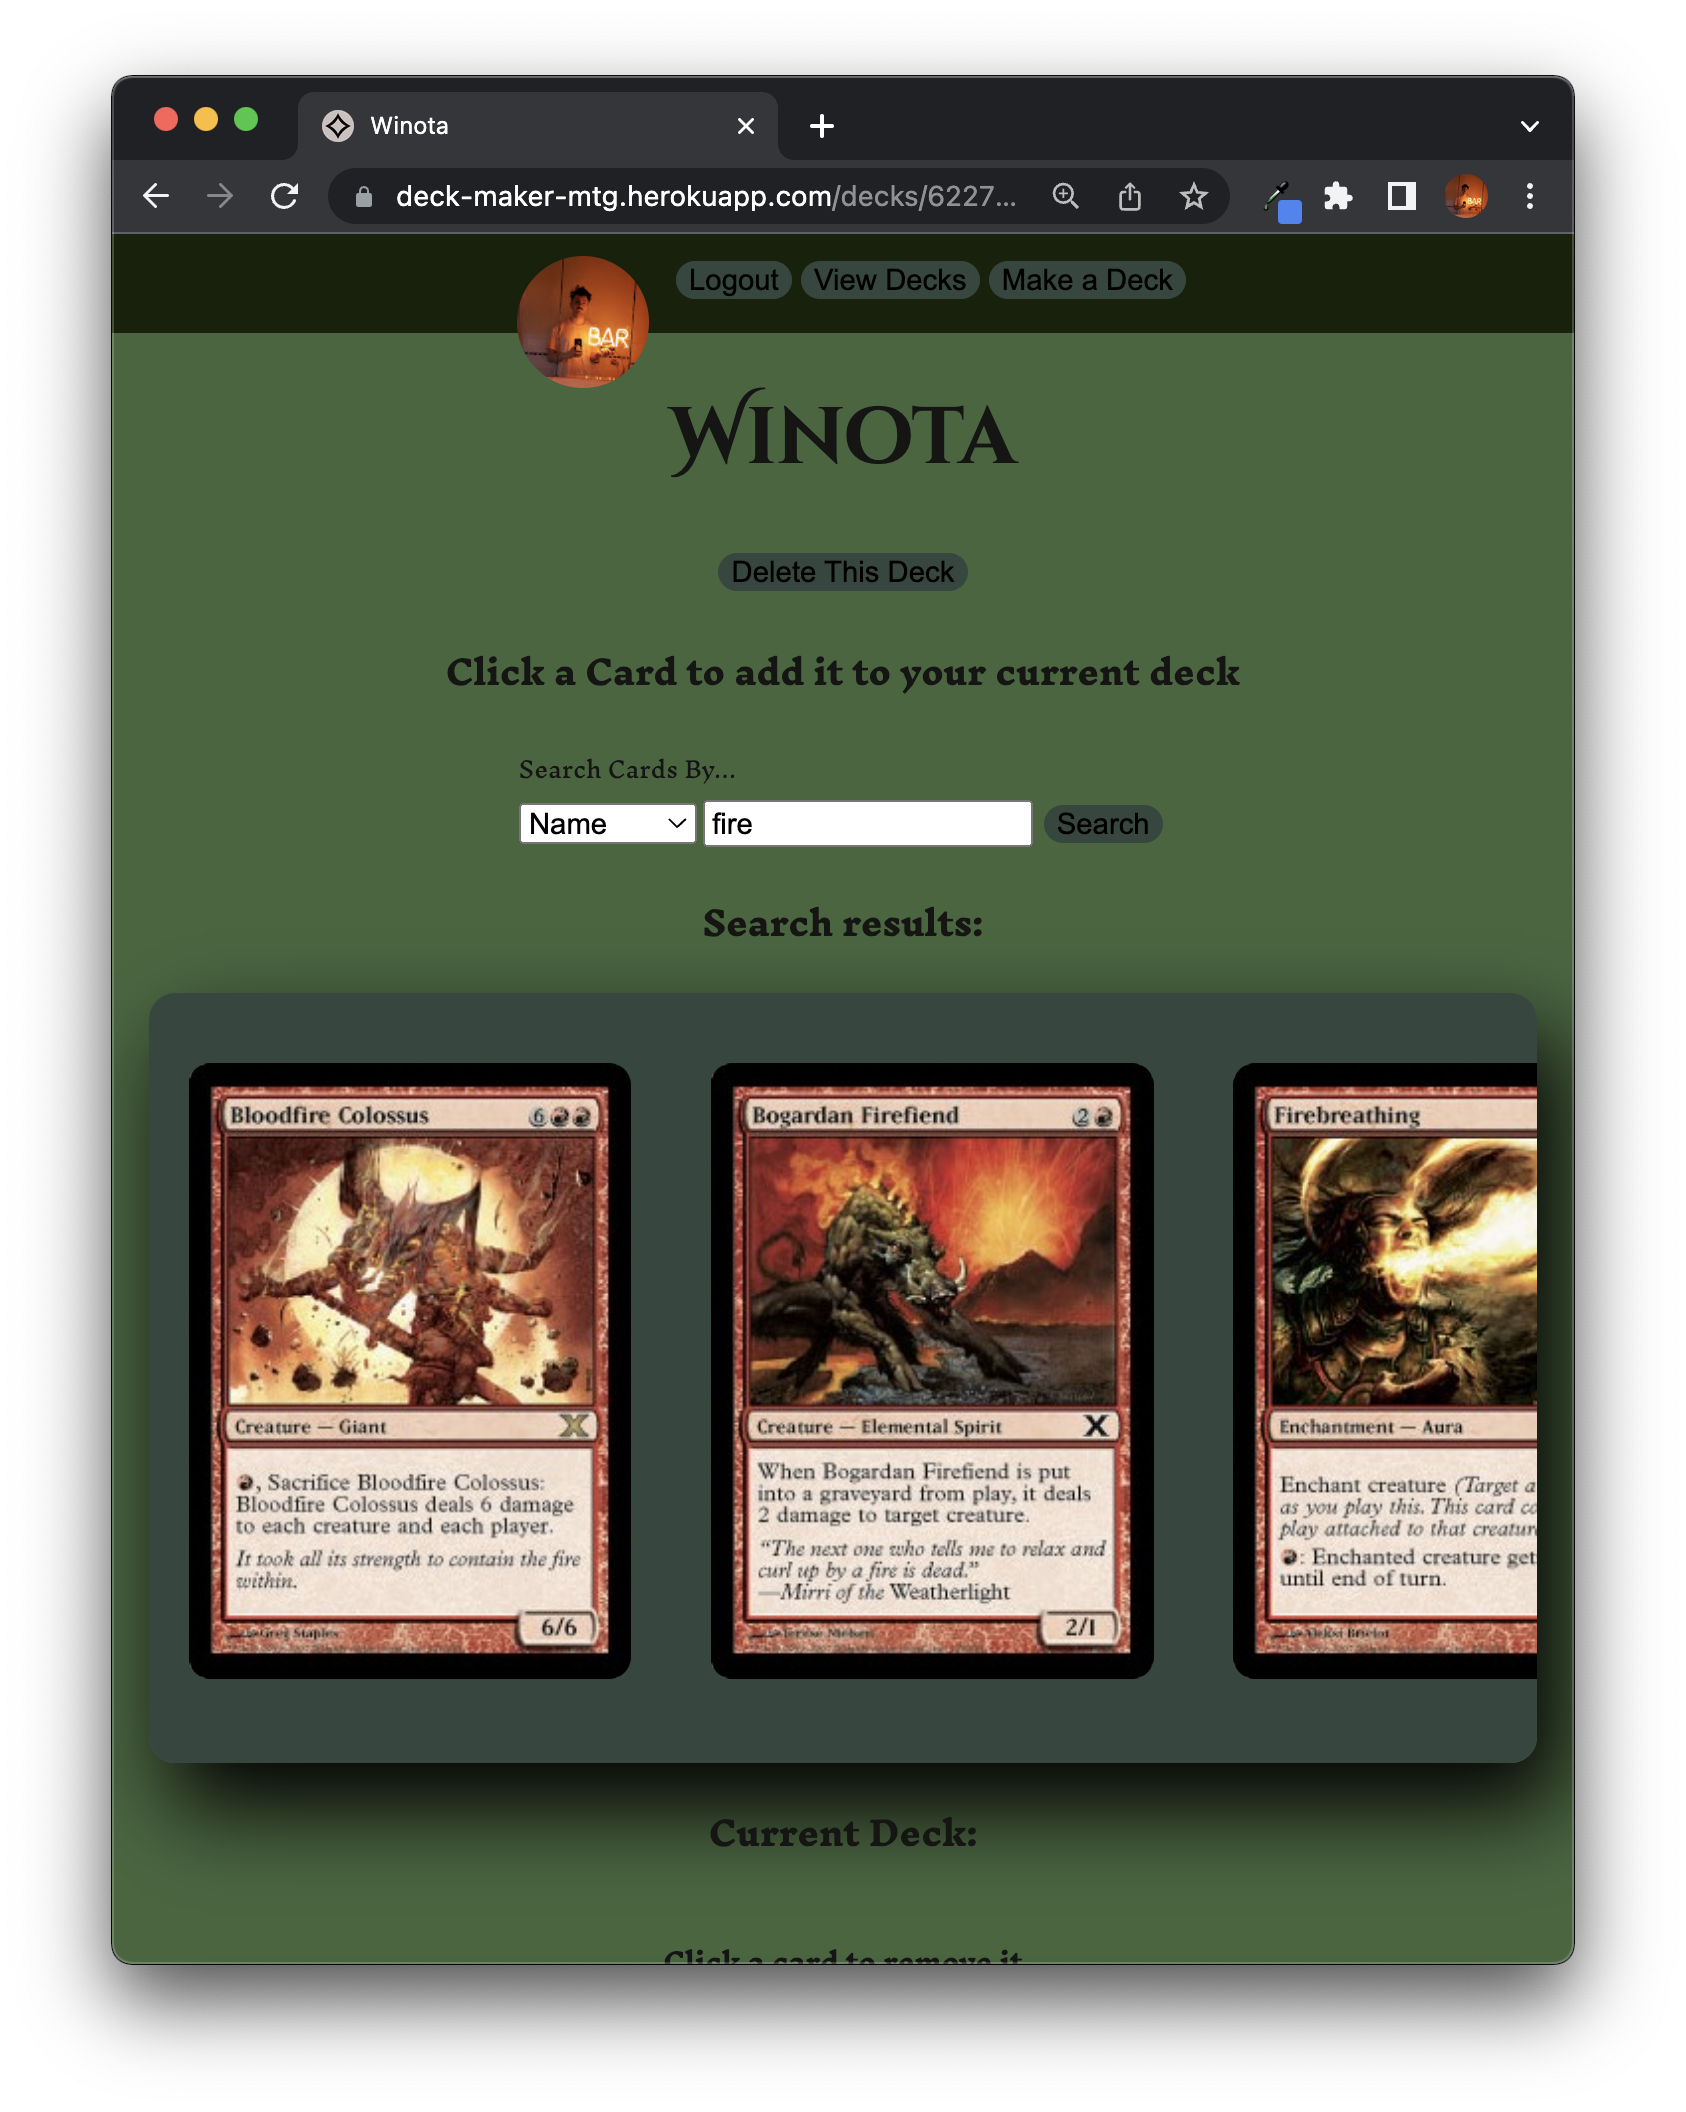 Winota
deck-maker-mtg.herokuapp.com/decks/6227...
Logout View Decks Make a Deck
BAR
WINOTA
Delete This Deck
Click a Card to add it to your current deck
Search Cards By...
Name fire Search
Search results:
Bloodfire Colossus 6
Creature — Giant
, Sacrifice Bloodfire Colossus:
Bloodfire Colossus deals 6 damage
to each creature and each player.
It took all its strength to contain the fire
within.
Greg Staples
6/6
Bogardan Firefiend 2
Creature — Elemental Spirit
When Bogardan Firefiend is put
into a graveyard from play, it deals
2 damage to target creature.
“The next one who tells me to relax and
curl up by a fire is dead.”
—Mirri of the Weatherlight
2/1
Firebreathing
Enchantment — Aura
Enchant creature (Target a
as you play this. This card
play attached to that
: Enchanted creature get
until end of turn.
Current Deck:
Click a card to remove it